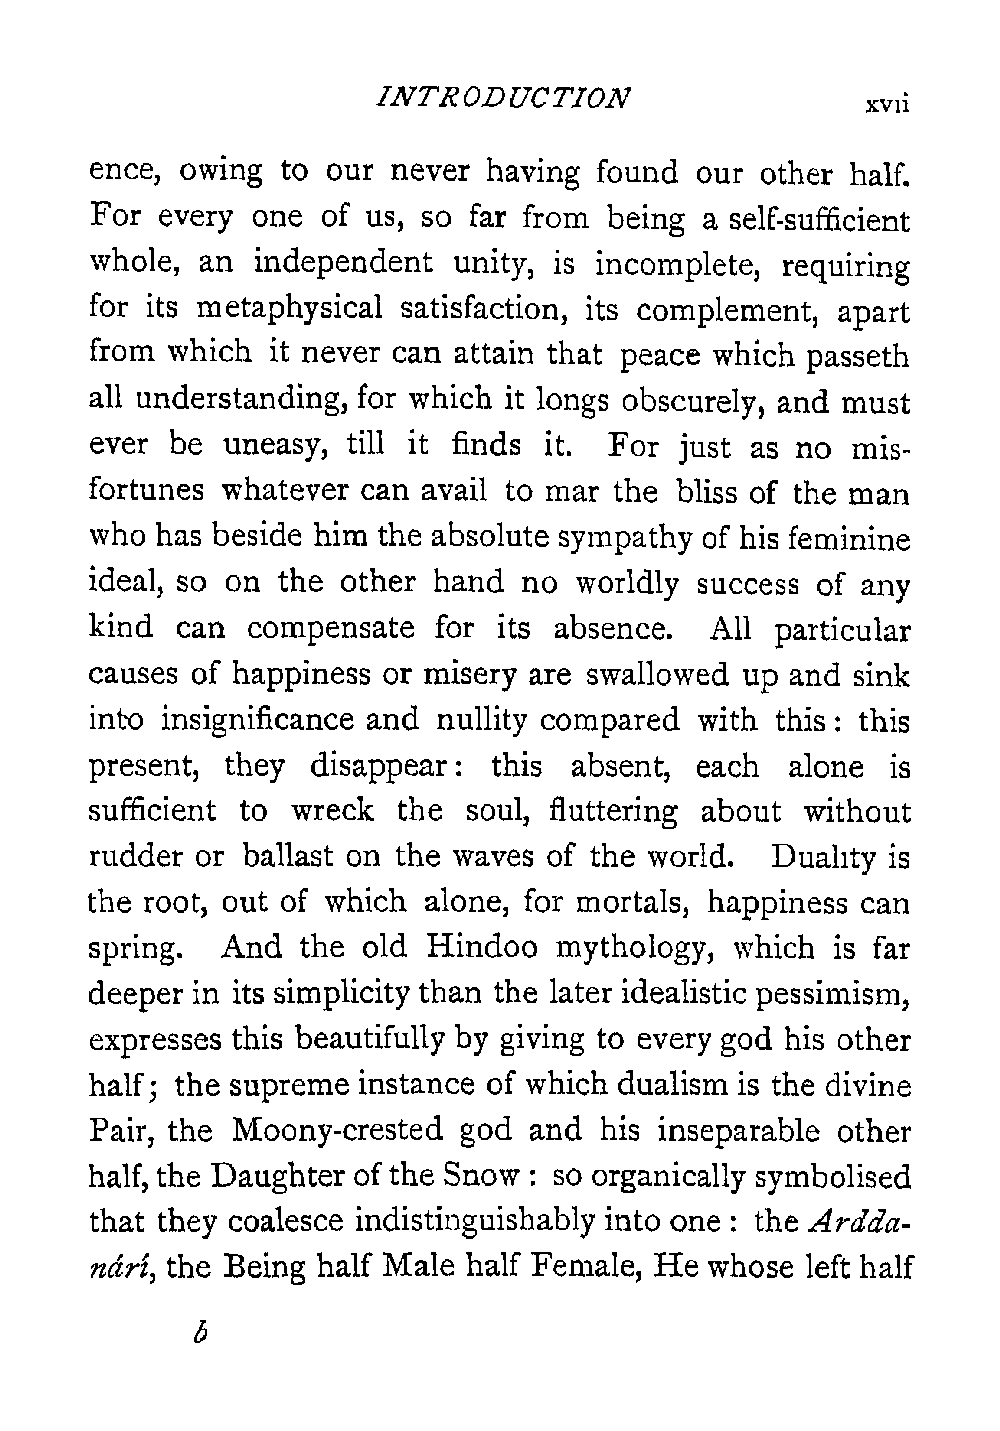 INTRODUCTION xvii
ence, owing to our never having found our other half.
For every one of us, so far from being a self-sufficient
whole, an independent unity, is incomplete, requiring
for its metaphysical satisfaction, its complement, apart
from which it never can attain that peace which passeth
all understanding, for which it longs obscurely, and must
ever be uneasy, till it finds it. For just as no mis-
fortunes whatever can avail to mar the bliss of the man
who has beside him the absolute sympathy of his feminine
ideal, so on the other hand no worldly success of any
kind can compensate for its absence. All particular
causes of happiness or misery are swallowed up and sink
into insignificance and nullity compared with this : this
present, they disappear : this absent, each alone is
sufficient to wreck the soul, fluttering about without
rudder or ballast on the waves of the world. Duality is
the root, out of which alone, for mortals, happiness can
spring. And the old Hindoo mythology, which is far
deeper in its simplicity than the later idealistic pessimism,
expresses this beautifully by giving to every god his other
half ; the supreme instance of which dualism is the divine
Pair, the Moony-crested god and his inseparable other
half, the Daughter of the Snow : so organically symbolised
that they coalesce indistinguishably into one : the Ardda-
nárí, the Being half Male half Female, He whose left half
b